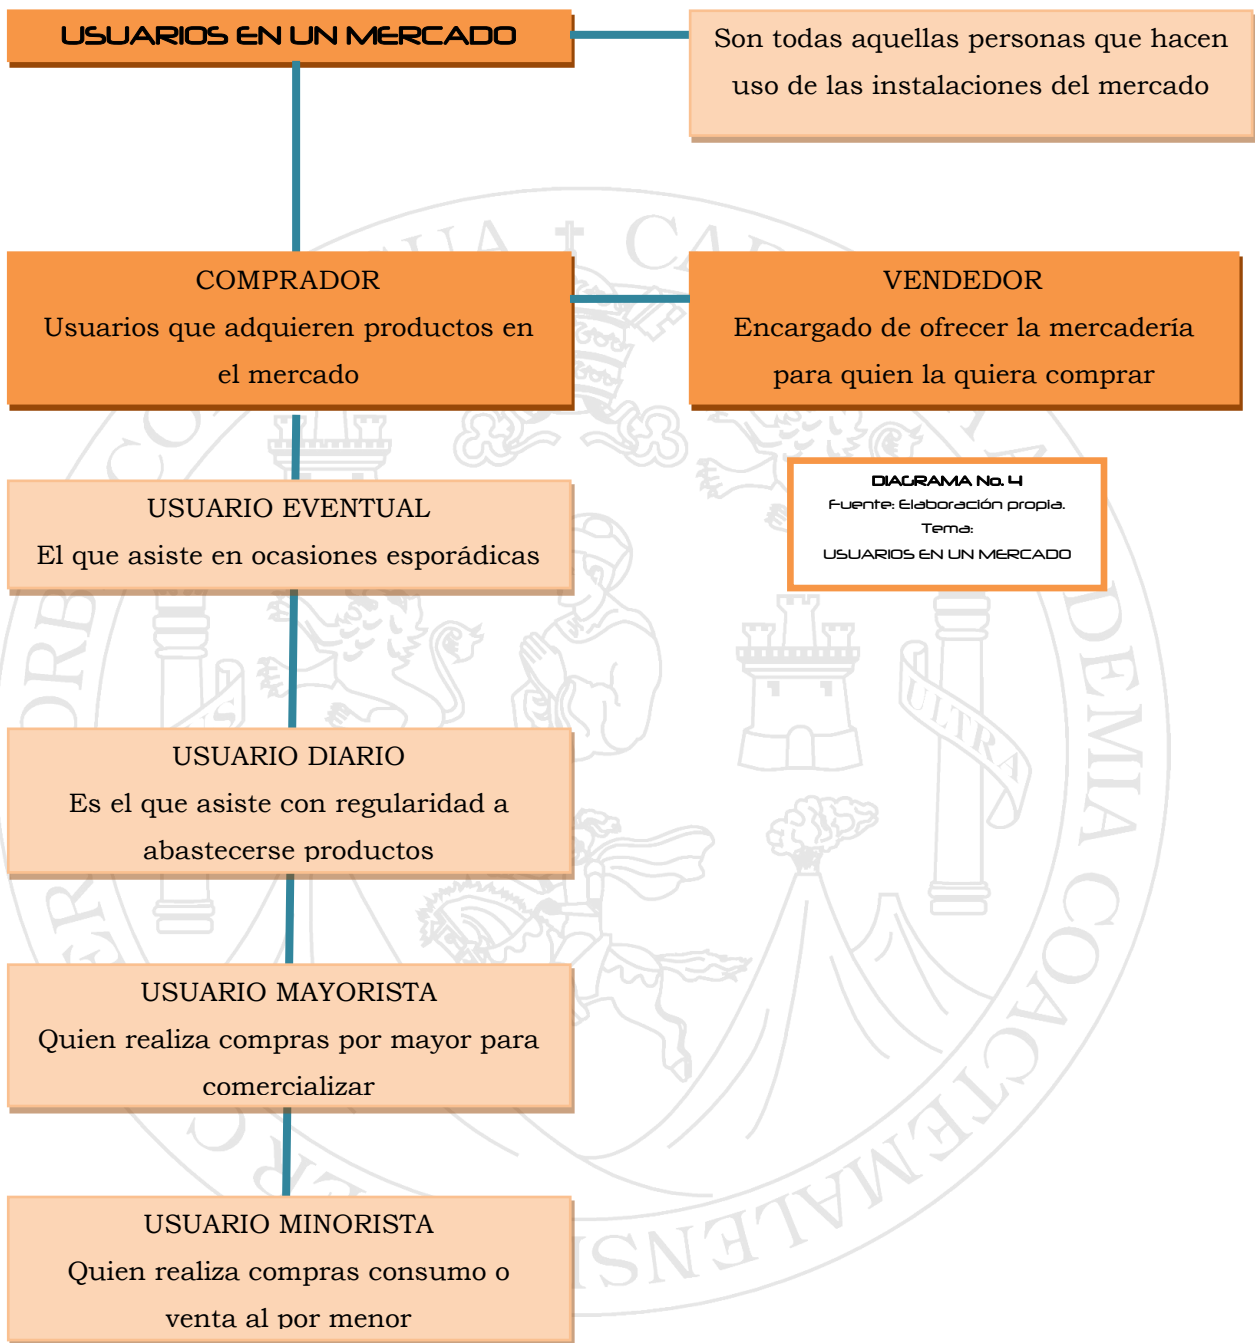 USUARIOS EN UN MERCADO
Son todas aquellas personas que hacen
uso de las instalaciones del mercado
COMPRADOR
Usuarios que adquieren productos en
el mercado
VENDEDOR
Encargado de ofrecer la mercadería
para quien la quiera comprar
DIAGRAMA No. 4
Fuente: Elaboración propia.
Tema:
USUARIOS EN UN MERCADO
USUARIO EVENTUAL
El que asiste en ocasiones esporádicas
USUARIO DIARIO
Es el que asiste con regularidad a
abastecerse productos
USUARIO MAYORISTA
Quien realiza compras por mayor para
comercializar
USUARIO MINORISTA
Quien realiza compras consumo o
venta al por menor
ULTRA